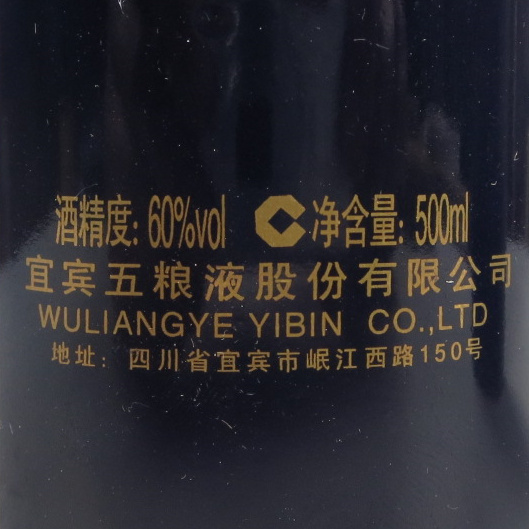 酒精度: 60%vol C 净含量: 500ml
宜宾五粮液股份有限公司
WULIANGYE YIBIN CO.,LTD
地址: 四川省宜宾市岷江西路150号